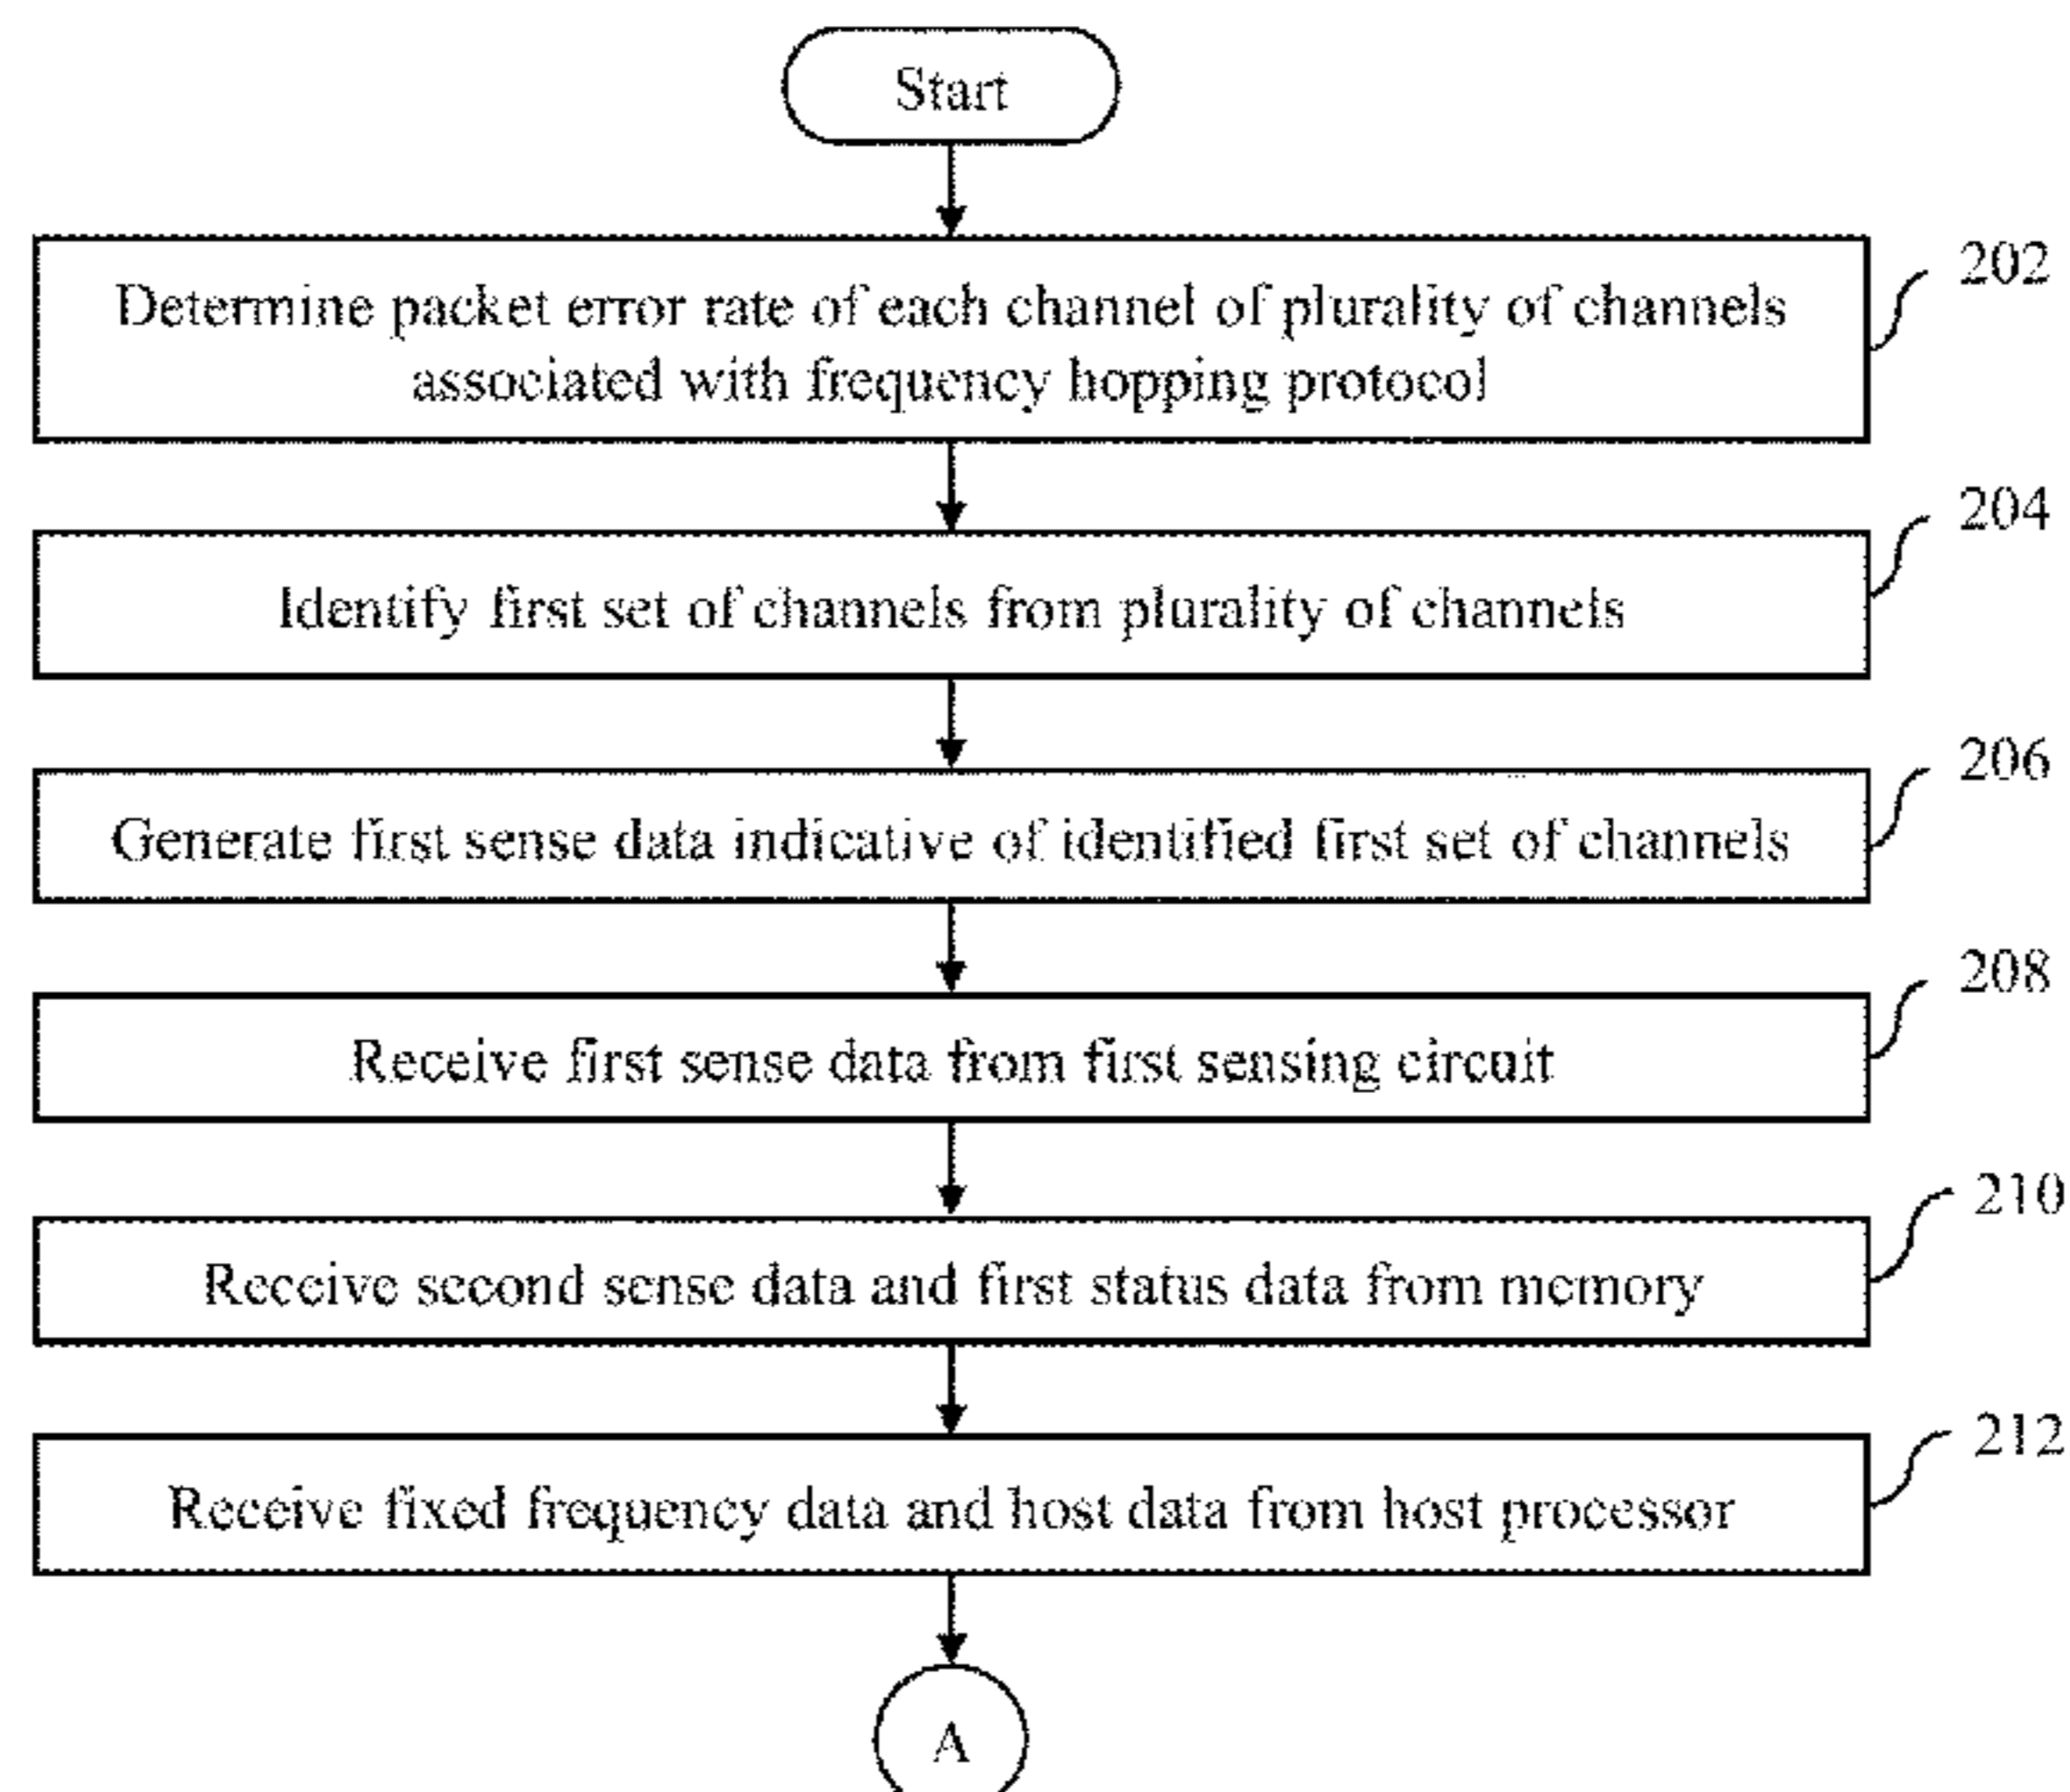 Start
202
Determine packet error rate of each channel of plurality of channels
associated with frequency hopping protocol
204
Identify first set of channels from plurality of channels
206
Generate first sense data indicative of identified first set of channels
208
Receive first sense data from first sensing circuit
210
Receive second sense data and first status data from memory
212
Receive fixed frequency data and host data from host processor
A